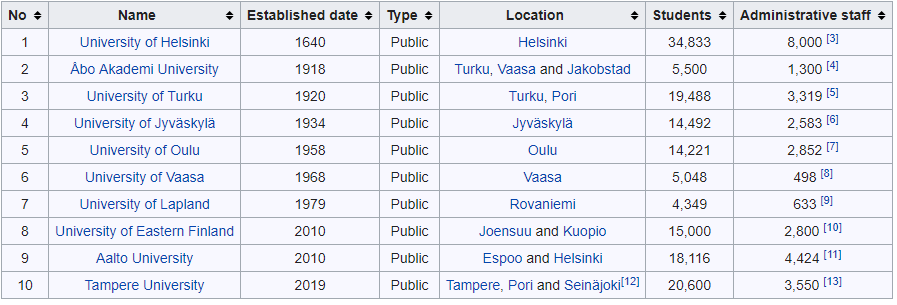 No Name Established date Type Location Students Administrative staff
1 University of Helsinki 1640 Public Helsinki 34,833 8,000 [3]
2 Åbo Akademi University 1918 Public Turku, Vaasa and Jakobstad 5,500 1,300 [4]
3 University of Turku 1920 Public Turku, Pori 19,488 3,319 [5]
4 University of Jyväskylä 1934 Public Jyväskylä 14,492 2,583 [6]
5 University of Oulu 1958 Public Oulu 14,221 2,852 [7]
6 University of Vaasa 1968 Public Vaasa 5,048 498 [8]
7 University of Lapland 1979 Public Rovaniemi 4,349 633 [9]
8 University of Eastern Finland 2010 Public Joensuu and Kuopio 15,000 2,800 [10]
9 Aalto University 2010 Public Espoo and Helsinki 18,116 4,424 [11]
10 Tampere University 2019 Public Tampere, Pori and Seinäjoki[12] 20,600 3,550 [13]